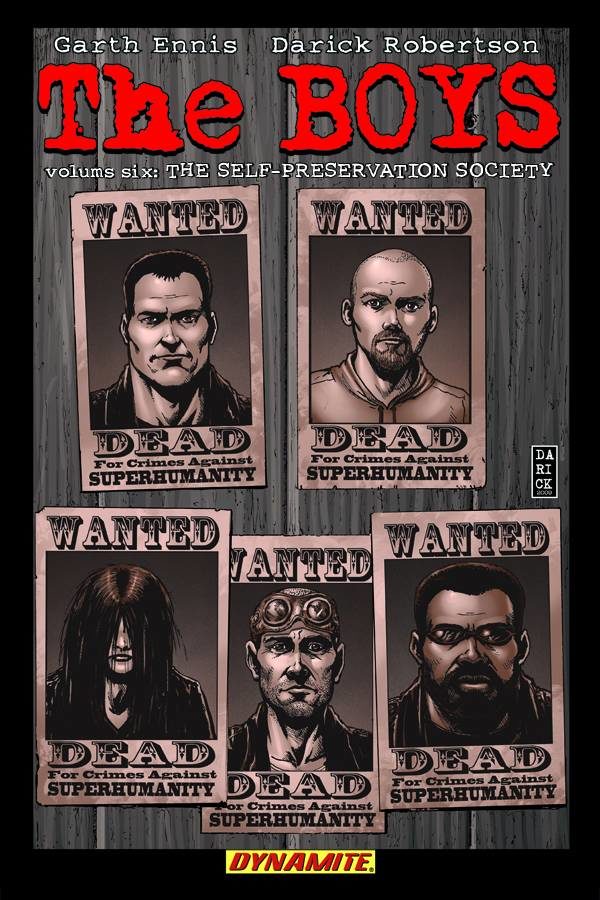 Garth Ennis Darick Robertson
The BOYS
volums six: THE SELF-PRESERVATION SOCIETY
WANTED
DEAD
For Crimes Against
SUPERHUMANITY
WANTED
DEAD
For Crimes Against
SUPERHUMANITY
DA
RI
CK
2009
WANTED
DEAD
For Crimes Against
SUPERHUMANITY
WANTED
DEAD
For Crimes Against
SUPERHUMANITY
WANTED
DEAD
For Crimes Against
SUPERHUMANITY
DYNAMITE.